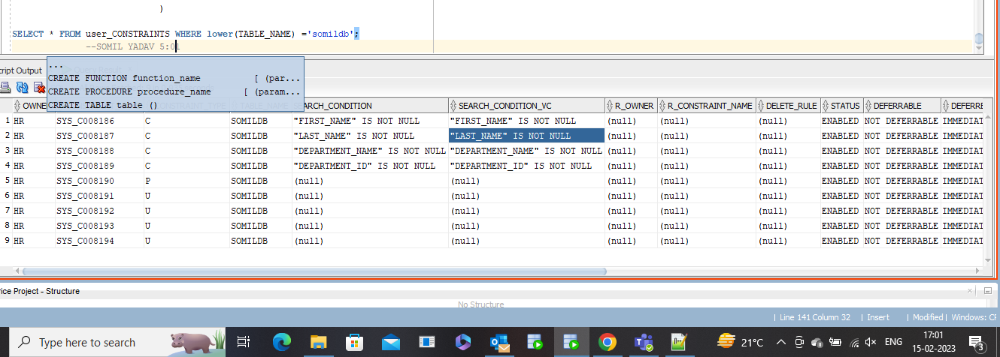 )
SELECT * FROM user_CONSTRAINTS WHERE lower(TABLE_NAME) ='somildb';
--SOMIL YADAV 5:01
...
cript Output
CREATE FUNCTION function_name [ (par...
CREATE PROCEDURE procedure_name [ (param...
CREATE TABLE table ()
OWNE ARCH_CONDITION SEARCH_CONDITION_VC R_OWNER R_CONSTRAINT_NAME DELETE_RULE STATUS DEFERRABLE DEFERRE
1 HR SYS_C008186 C SOMILDB "FIRST_NAME" IS NOT NULL "FIRST_NAME" IS NOT NULL (null) (null) (null) ENABLED NOT DEFERRABLE IMMEDIAT
2 HR SYS_C008187 C SOMILDB "LAST_NAME" IS NOT NULL "LAST_NAME" IS NOT NULL (null) (null) (null) ENABLED NOT DEFERRABLE IMMEDIAT
3 HR SYS_C008188 C SOMILDB "DEPARTMENT_NAME" IS NOT NULL "DEPARTMENT_NAME" IS NOT NULL (null) (null) (null) ENABLED NOT DEFERRABLE IMMEDIAT
4 HR SYS_C008189 C SOMILDB "DEPARTMENT_ID" IS NOT NULL "DEPARTMENT_ID" IS NOT NULL (null) (null) (null) ENABLED NOT DEFERRABLE IMMEDIAT
5 HR SYS_C008190 P SOMILDB (null) (null) (null) (null) (null) ENABLED NOT DEFERRABLE IMMEDIAT
6 HR SYS_C008191 U SOMILDB (null) (null) (null) (null) (null) ENABLED NOT DEFERRABLE IMMEDIAT
7 HR SYS_C008192 U SOMILDB (null) (null) (null) (null) (null) ENABLED NOT DEFERRABLE IMMEDIAT
8 HR SYS_C008193 U SOMILDB (null) (null) (null) (null) (null) ENABLED NOT DEFERRABLE IMMEDIAT
9 HR SYS_C008194 U SOMILDB (null) (null) (null) (null) (null) ENABLED NOT DEFERRABLE IMMEDIAT
rice Project - Structure
No Structure
Line 141 Column 32 Insert Modified Windows: CF
Type here to search 21°C ENG 17:01
15-02-2023 3